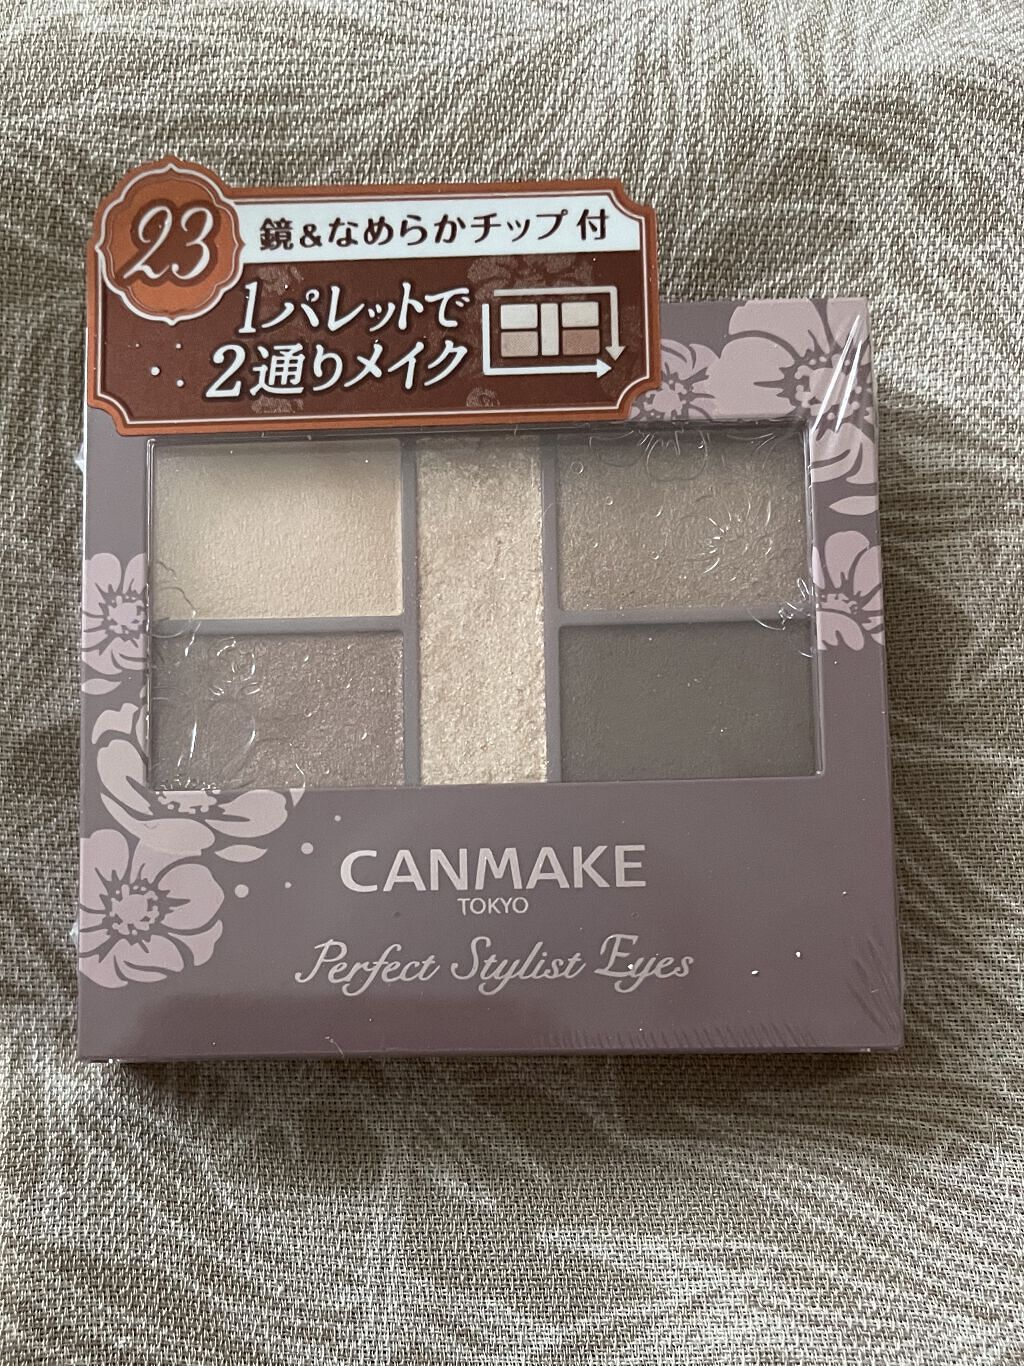 23
鏡&なめらかチップ付
1パレットで
2通りメイク
CANMAKE
TOKYO
Perfect Stylist Eyes